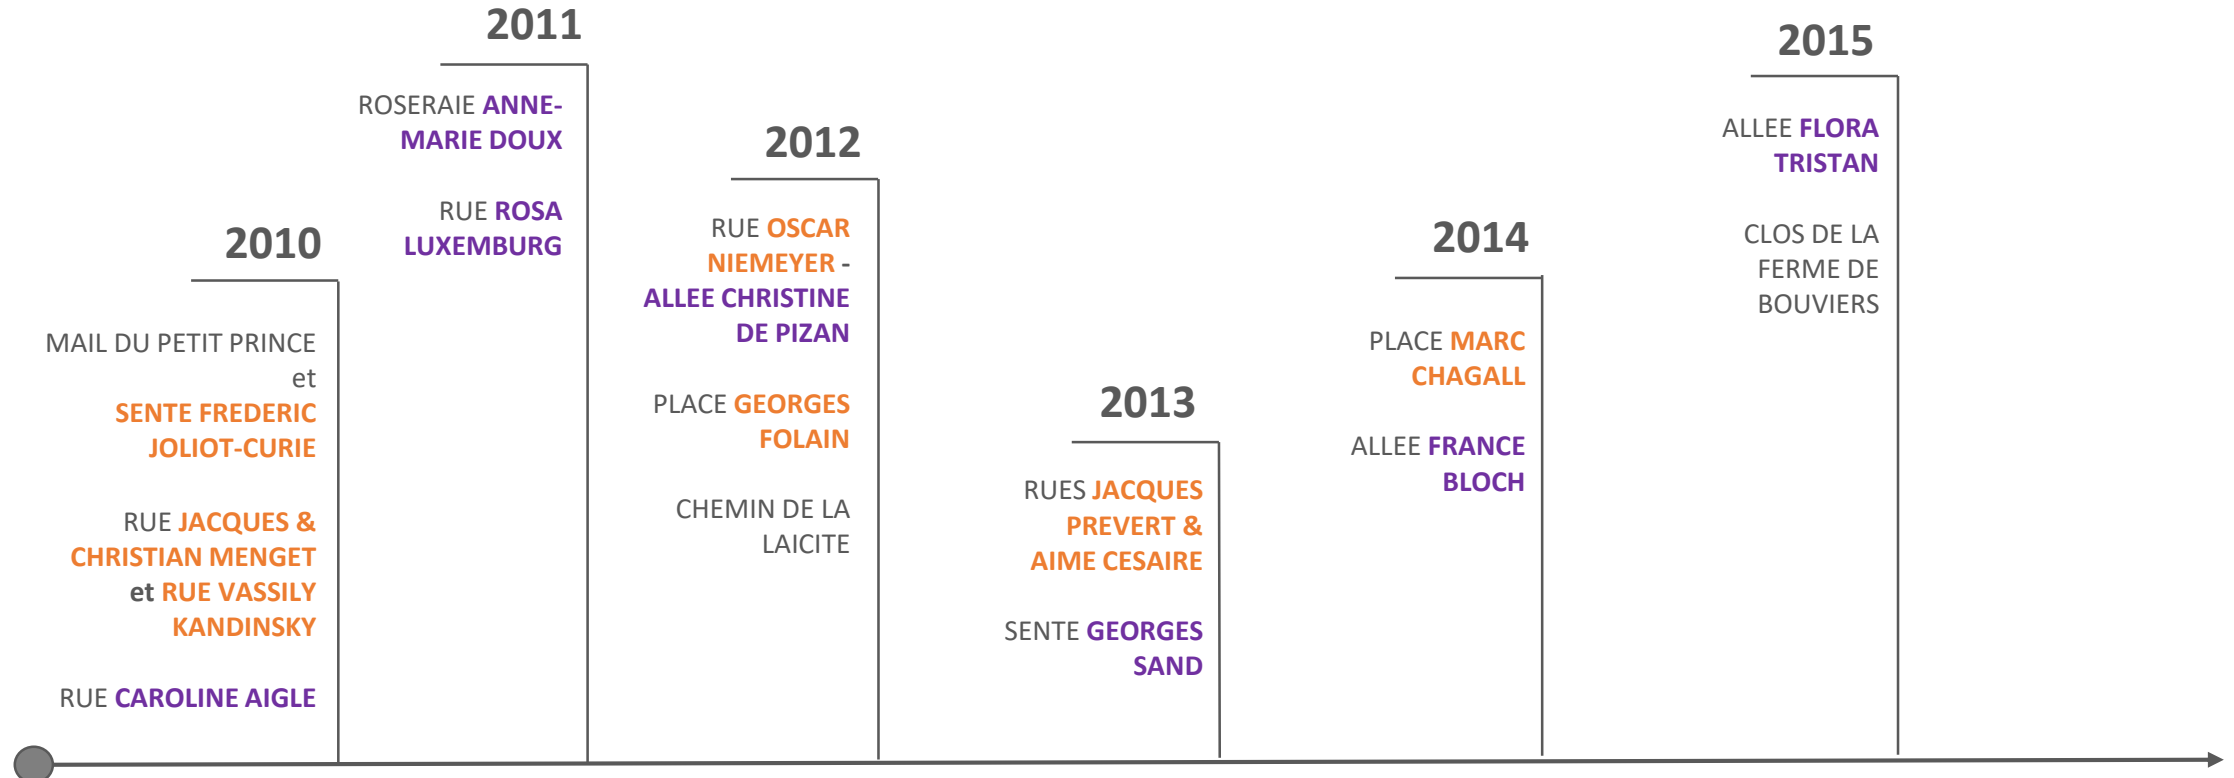 2010
MAIL DU PETIT PRINCE
et
SENTE FREDERIC
JOLIOT-CURIE
RUE JACQUES &
CHRISTIAN MENGET
et RUE VASSILY
KANDINSKY
RUE CAROLINE AIGLE
2011
ROSERAIE ANNE-
MARIE DOUX
RUE ROSA
LUXEMBURG
2012
RUE OSCAR
NIEMEYER -
ALLEE CHRISTINE
DE PIZAN
PLACE GEORGES
FOLAIN
CHEMIN DE LA
LAICITE
2013
RUES JACQUES
PREVERT &
AIME CESAIRE
SENTE GEORGES
SAND
2014
PLACE MARC
CHAGALL
ALLEE FRANCE
BLOCH
2015
ALLEE FLORA
TRISTAN
CLOS DE LA
FERME DE
BOUVIERS